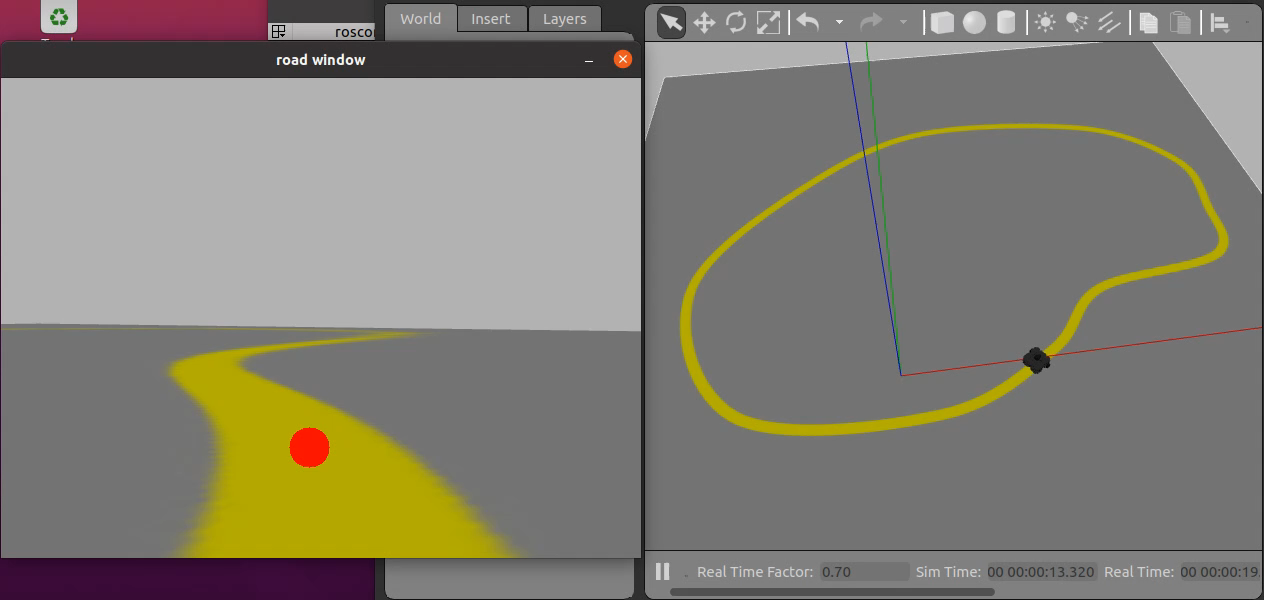 World Insert Layers
road window
Real Time Factor: 0.70 Sim Time: 00 00:00:13.320 Real Time: 00 00:00:19